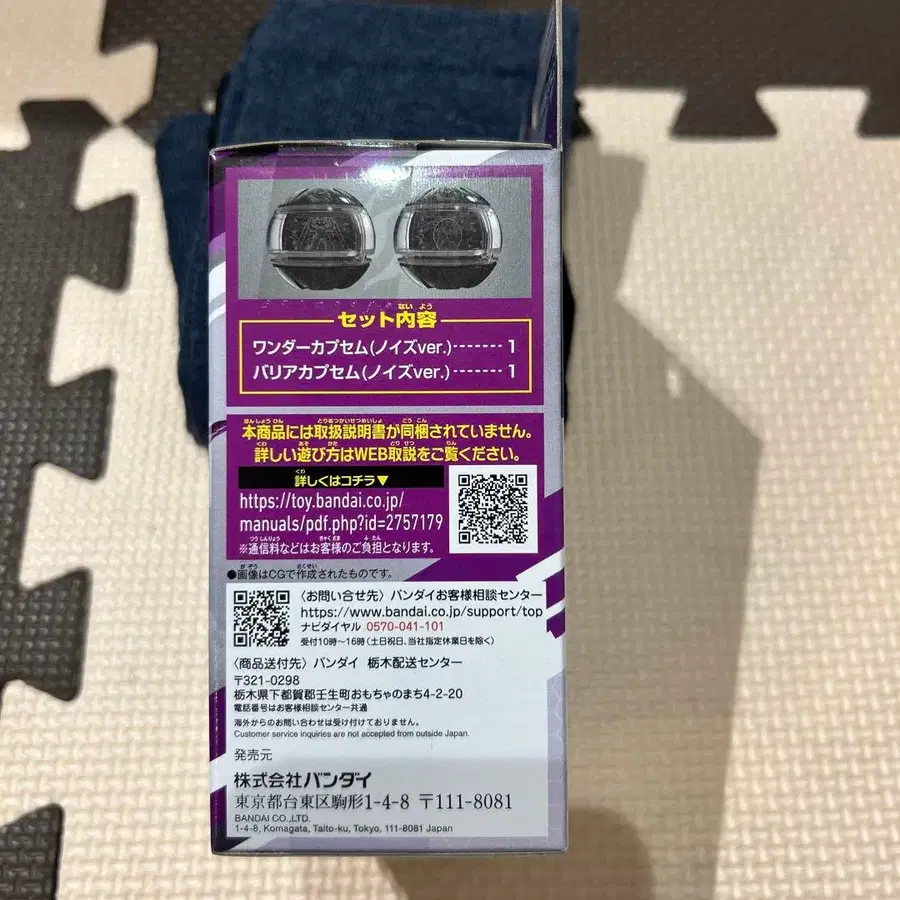 セット内容
ワンダーカプセム(ノイズver.)-------1
バリアカプセム(ノイズver.)-------1
本商品には取扱説明書が同梱されていません。
詳しい遊び方はWEB取説をご覧ください。
詳しくはコチラ▼
https://toy.bandai.co.jp/
manuals/pdf.php?id=2757179
※通信料などはお客様のご負担となります。
●画像はCGで作成されたものです。
〈お問い合せ先〉バンダイお客様相談センター
https://www.bandai.co.jp/support/top
ナビダイヤル 0570-041-101
受付10時〜16時(土日祝日、当社指定休業日を除く)
〈商品送付先〉バンダイ 栃木配送センター
〒321-0298
栃木県下都賀郡壬生町おもちゃのまち4-2-20
電話番号はお客様相談センター共通
海外からのお問い合わせは受け付けておりません。
Customer service inquiries are not accepted from outside Japan.
発売元
株式会社バンダイ
東京都台東区駒形1-4-8 〒111-8081
BANDAI CO.,LTD.
1-4-8, Komagata, Taito-ku, Tokyo, 111-8081 Japan